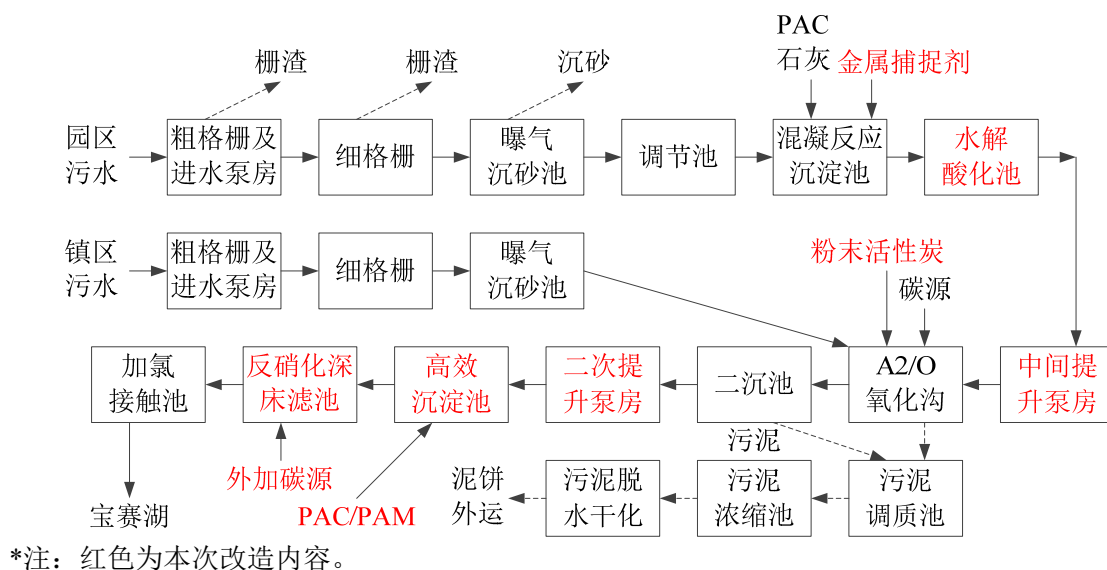 PAC
石灰
金属捕捉剂
栅渣
栅渣
沉砂
园区
污水
粗格栅及
进水泵房
细格栅
曝气
沉砂池
调节池
混凝反应
沉淀池
水解
酸化池
镇区
污水
粗格栅及
进水泵房
细格栅
曝气
沉砂池
粉末活性炭
碳源
加氯
接触池
反硝化深
床滤池
高效
沉淀池
二次提
升泵房
二沉池
A2/O
氧化沟
中间提
升泵房
污泥
宝赛湖
外加碳源
PAC/PAM
泥饼
外运
污泥脱
水干化
污泥
浓缩池
污泥
调质池
*注：红色为本次改造内容。